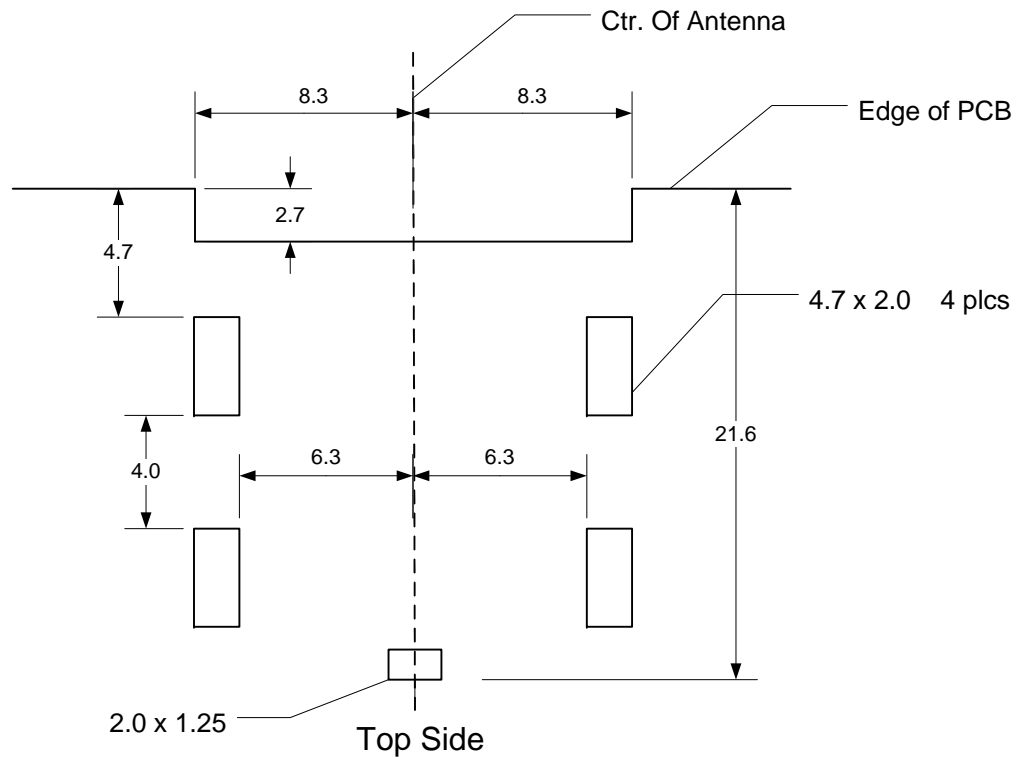 Ctr. Of Antenna
8.3
8.3
Edge of PCB
2.7
4.7
4.7 x 2.0 4 plcs
21.6
6.3
6.3
4.0
2.0 x 1.25
Top Side